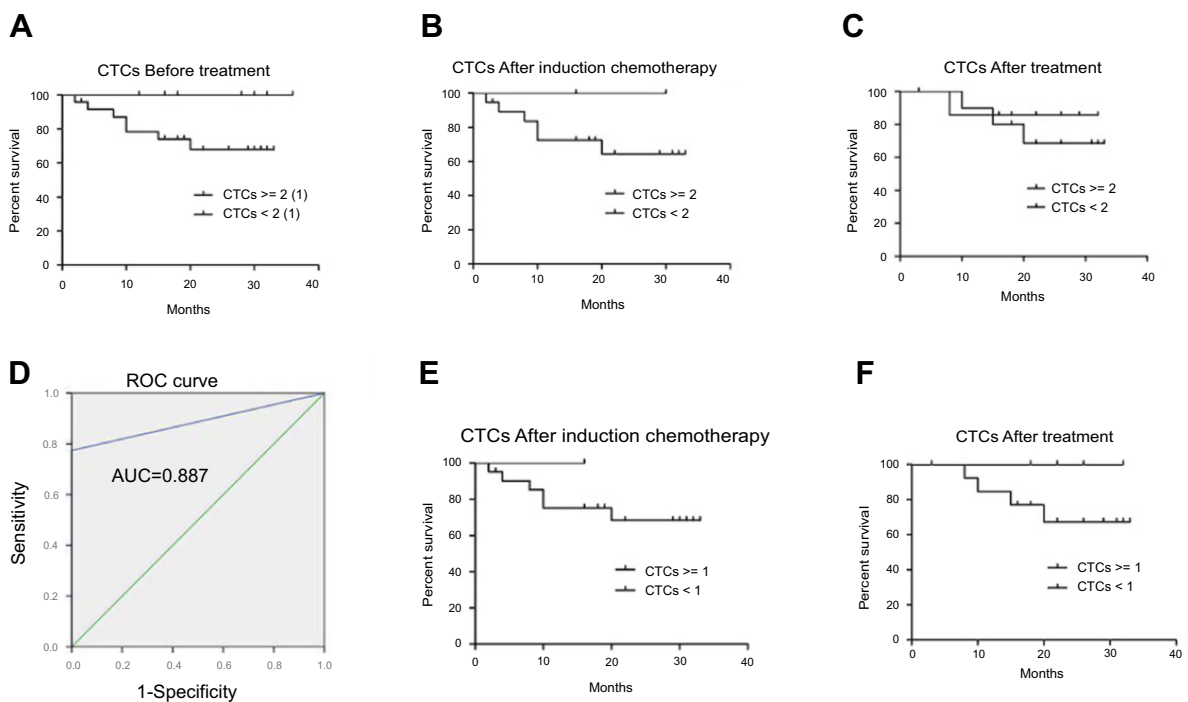 A
CTCs Before treatment
Percent survival
100
80
60
40
20
0
CTCs >= 2 (1)
CTCs < 2 (1)
0 10 20 30 40
Months
B
CTCs After induction chemotherapy
Percent survival
100
80
60
40
20
0
CTCs >= 2
CTCs < 2
0 10 20 30 40
Months
C
CTCs After treatment
Percent survival
100
80
60
40
20
0
CTCs >= 2
CTCs < 2
0 10 20 30 40
Months
D
ROC curve
Sensitivity
1.0
0.8
0.6
0.4
0.2
0.0
AUC=0.887
0.0 0.2 0.4 0.6 0.8 1.0
1-Specificity
E
CTCs After induction chemotherapy
Percent survival
100
80
60
40
20
0
CTCs >= 1
CTCs < 1
0 10 20 30 40
Months
F
CTCs After treatment
Percent survival
100
80
60
40
20
0
CTCs >= 1
CTCs < 1
0 10 20 30 40
Months